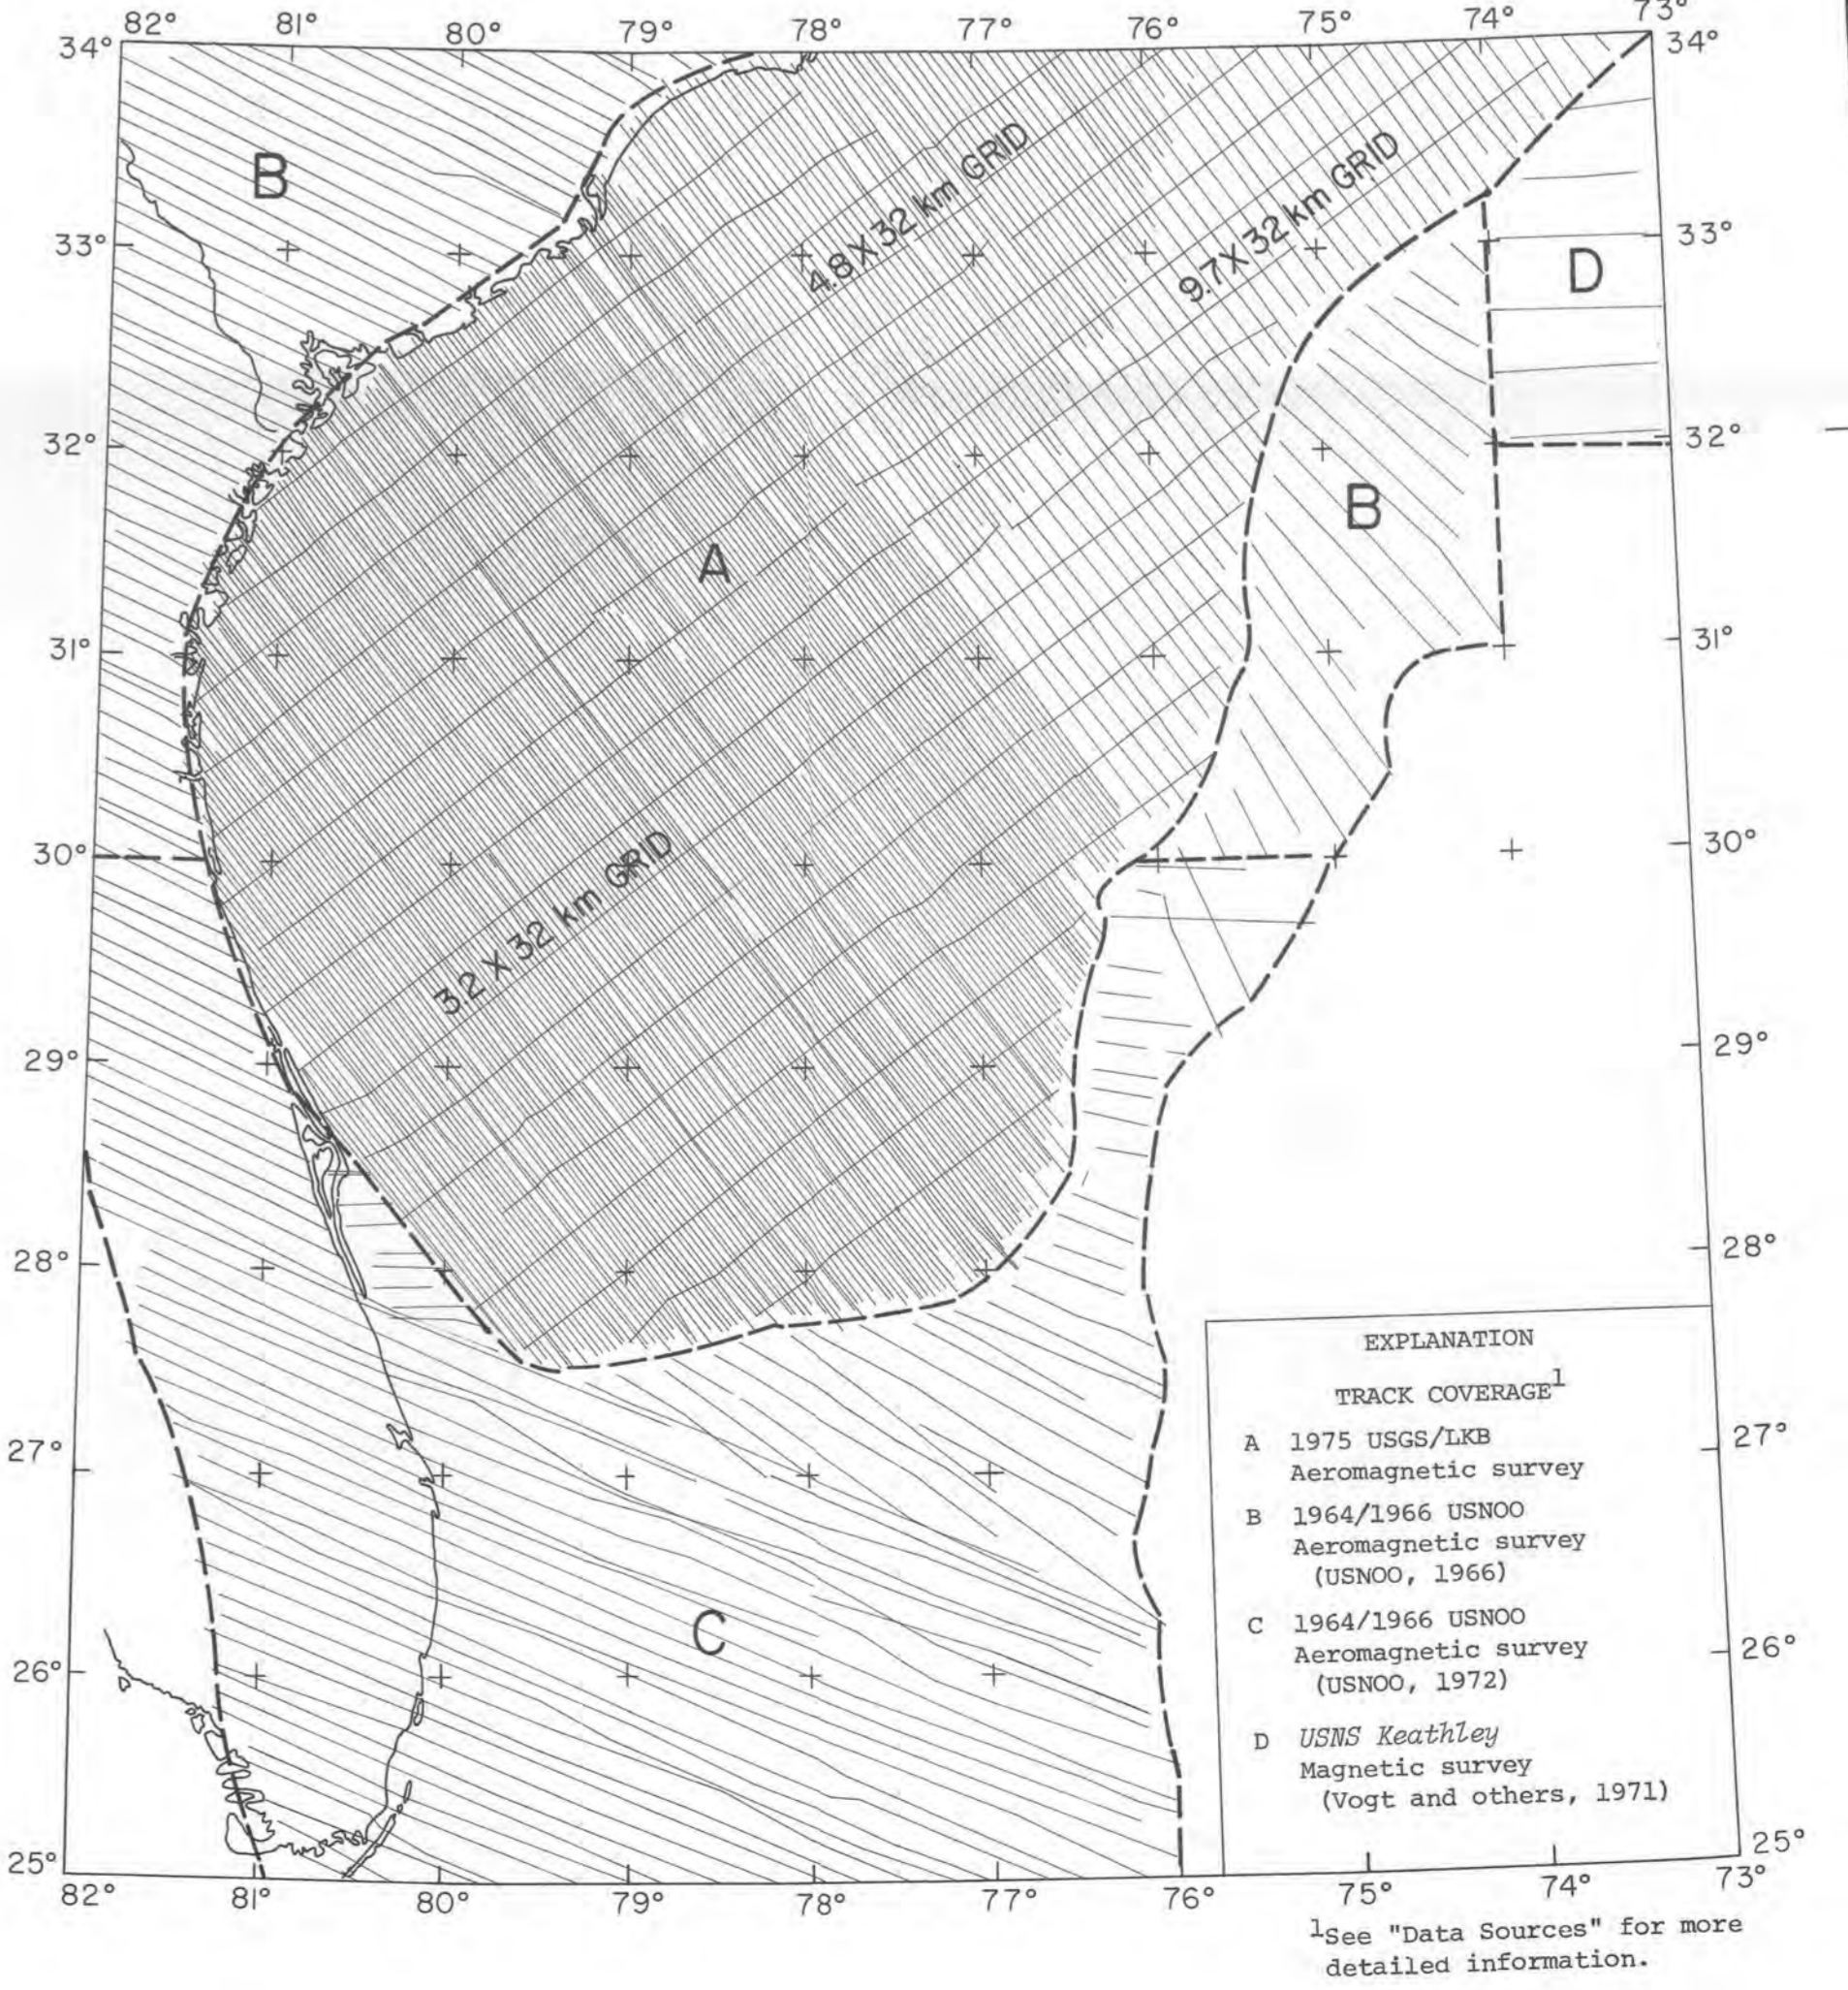 82° 81° 80° 79° 78° 77° 76° 75° 74° 73°
34° 34°
B
4.8 X 32 km GRID
9.7 X 32 km GRID
33° 33°
D
32° 32°
B
A
31° 31°
30° 30°
3.2 X 32 km GRID
29° 29°
28° 28°
EXPLANATION
TRACK COVERAGE1
A 1975 USGS/LKB
Aeromagnetic survey
B 1964/1966 USNOO
Aeromagnetic survey
(USNOO, 1966)
C 1964/1966 USNOO
Aeromagnetic survey
(USNOO, 1972)
D USNS Keathley
Magnetic survey
(Vogt and others, 1971)
27° 27°
C
26° 26°
25° 25°
82° 81° 80° 79° 78° 77° 76° 75° 74° 73°
1See "Data Sources" for more
detailed information.